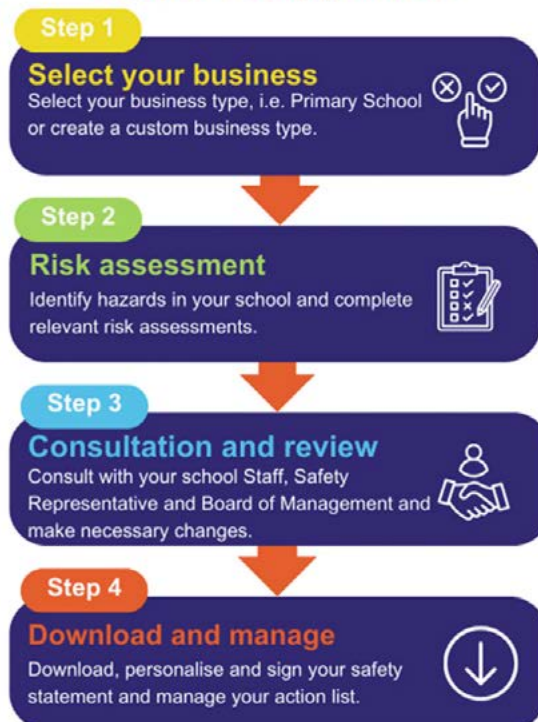 Step 1
Select your business
Select your business type, i.e. Primary School
or create a custom business type.
Step 2
Risk assessment
Identify hazards in your school and complete
relevant risk assessments.
Step 3
Consultation and review
Consult with your school Staff, Safety
Representative and Board of Management and
make necessary changes.
Step 4
Download and manage
Download, personalise and sign your safety
statement and manage your action list.